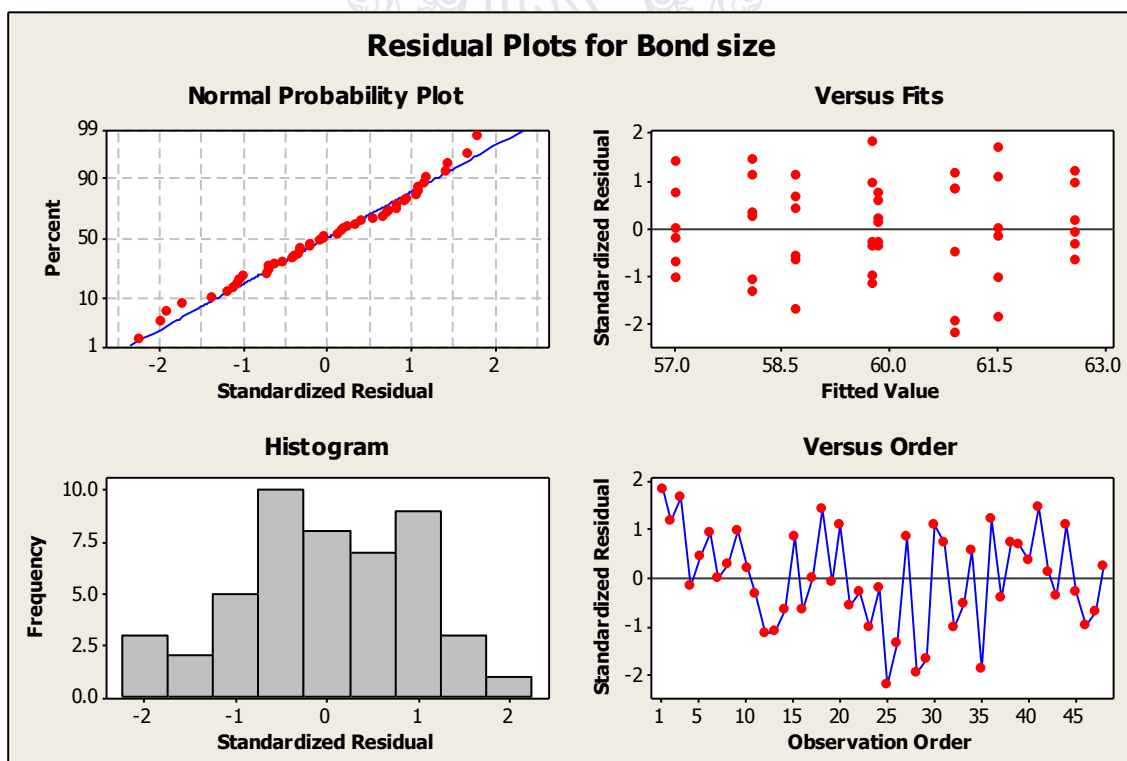 Residual Plots for Bond size
Normal Probability Plot
Percent
99
90
50
10
1
-2 -1 0 1 2
Standardized Residual
Versus Fits
Standardized Residual
2
1
0
-1
-2
57.0 58.5 60.0 61.5 63.0
Fitted Value
Histogram
Frequency
10.0
7.5
5.0
2.5
0.0
-2 -1 0 1 2
Standardized Residual
Versus Order
Standardized Residual
2
1
0
-1
-2
1 5 10 15 20 25 30 35 40 45
Observation Order